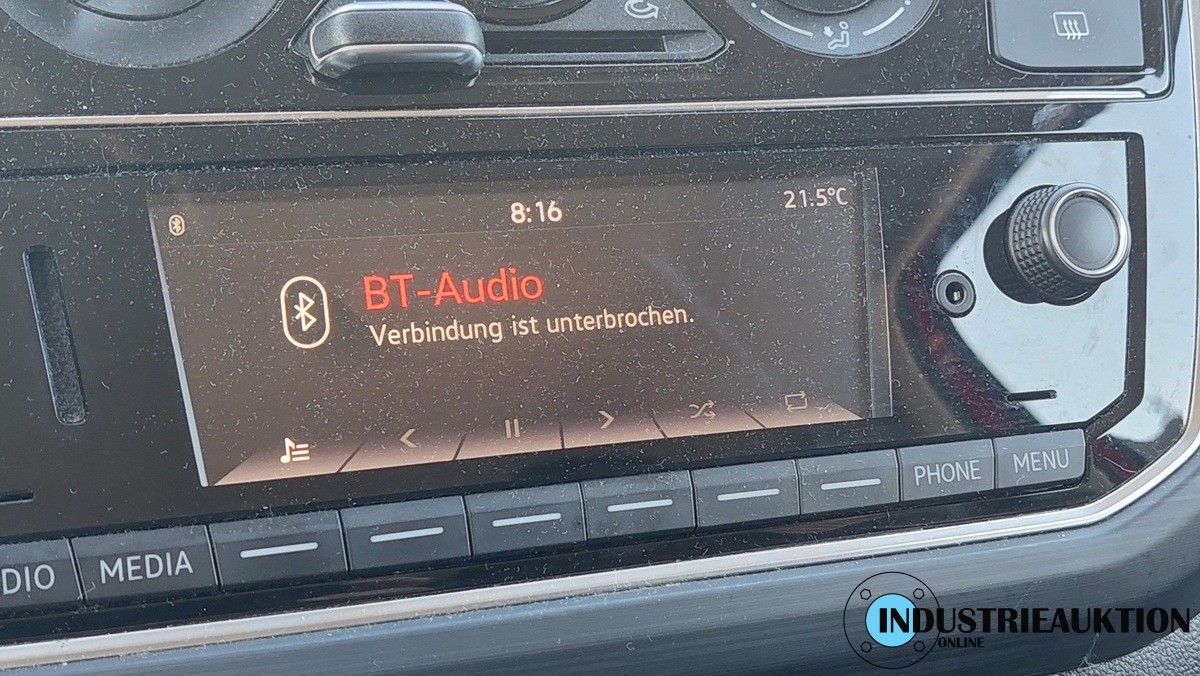 8:16
21.5°C
BT-Audio
Verbindung ist unterbrochen.
DIO
MEDIA
PHONE
MENU
INDUSTRIEAUKTION
ONLINE